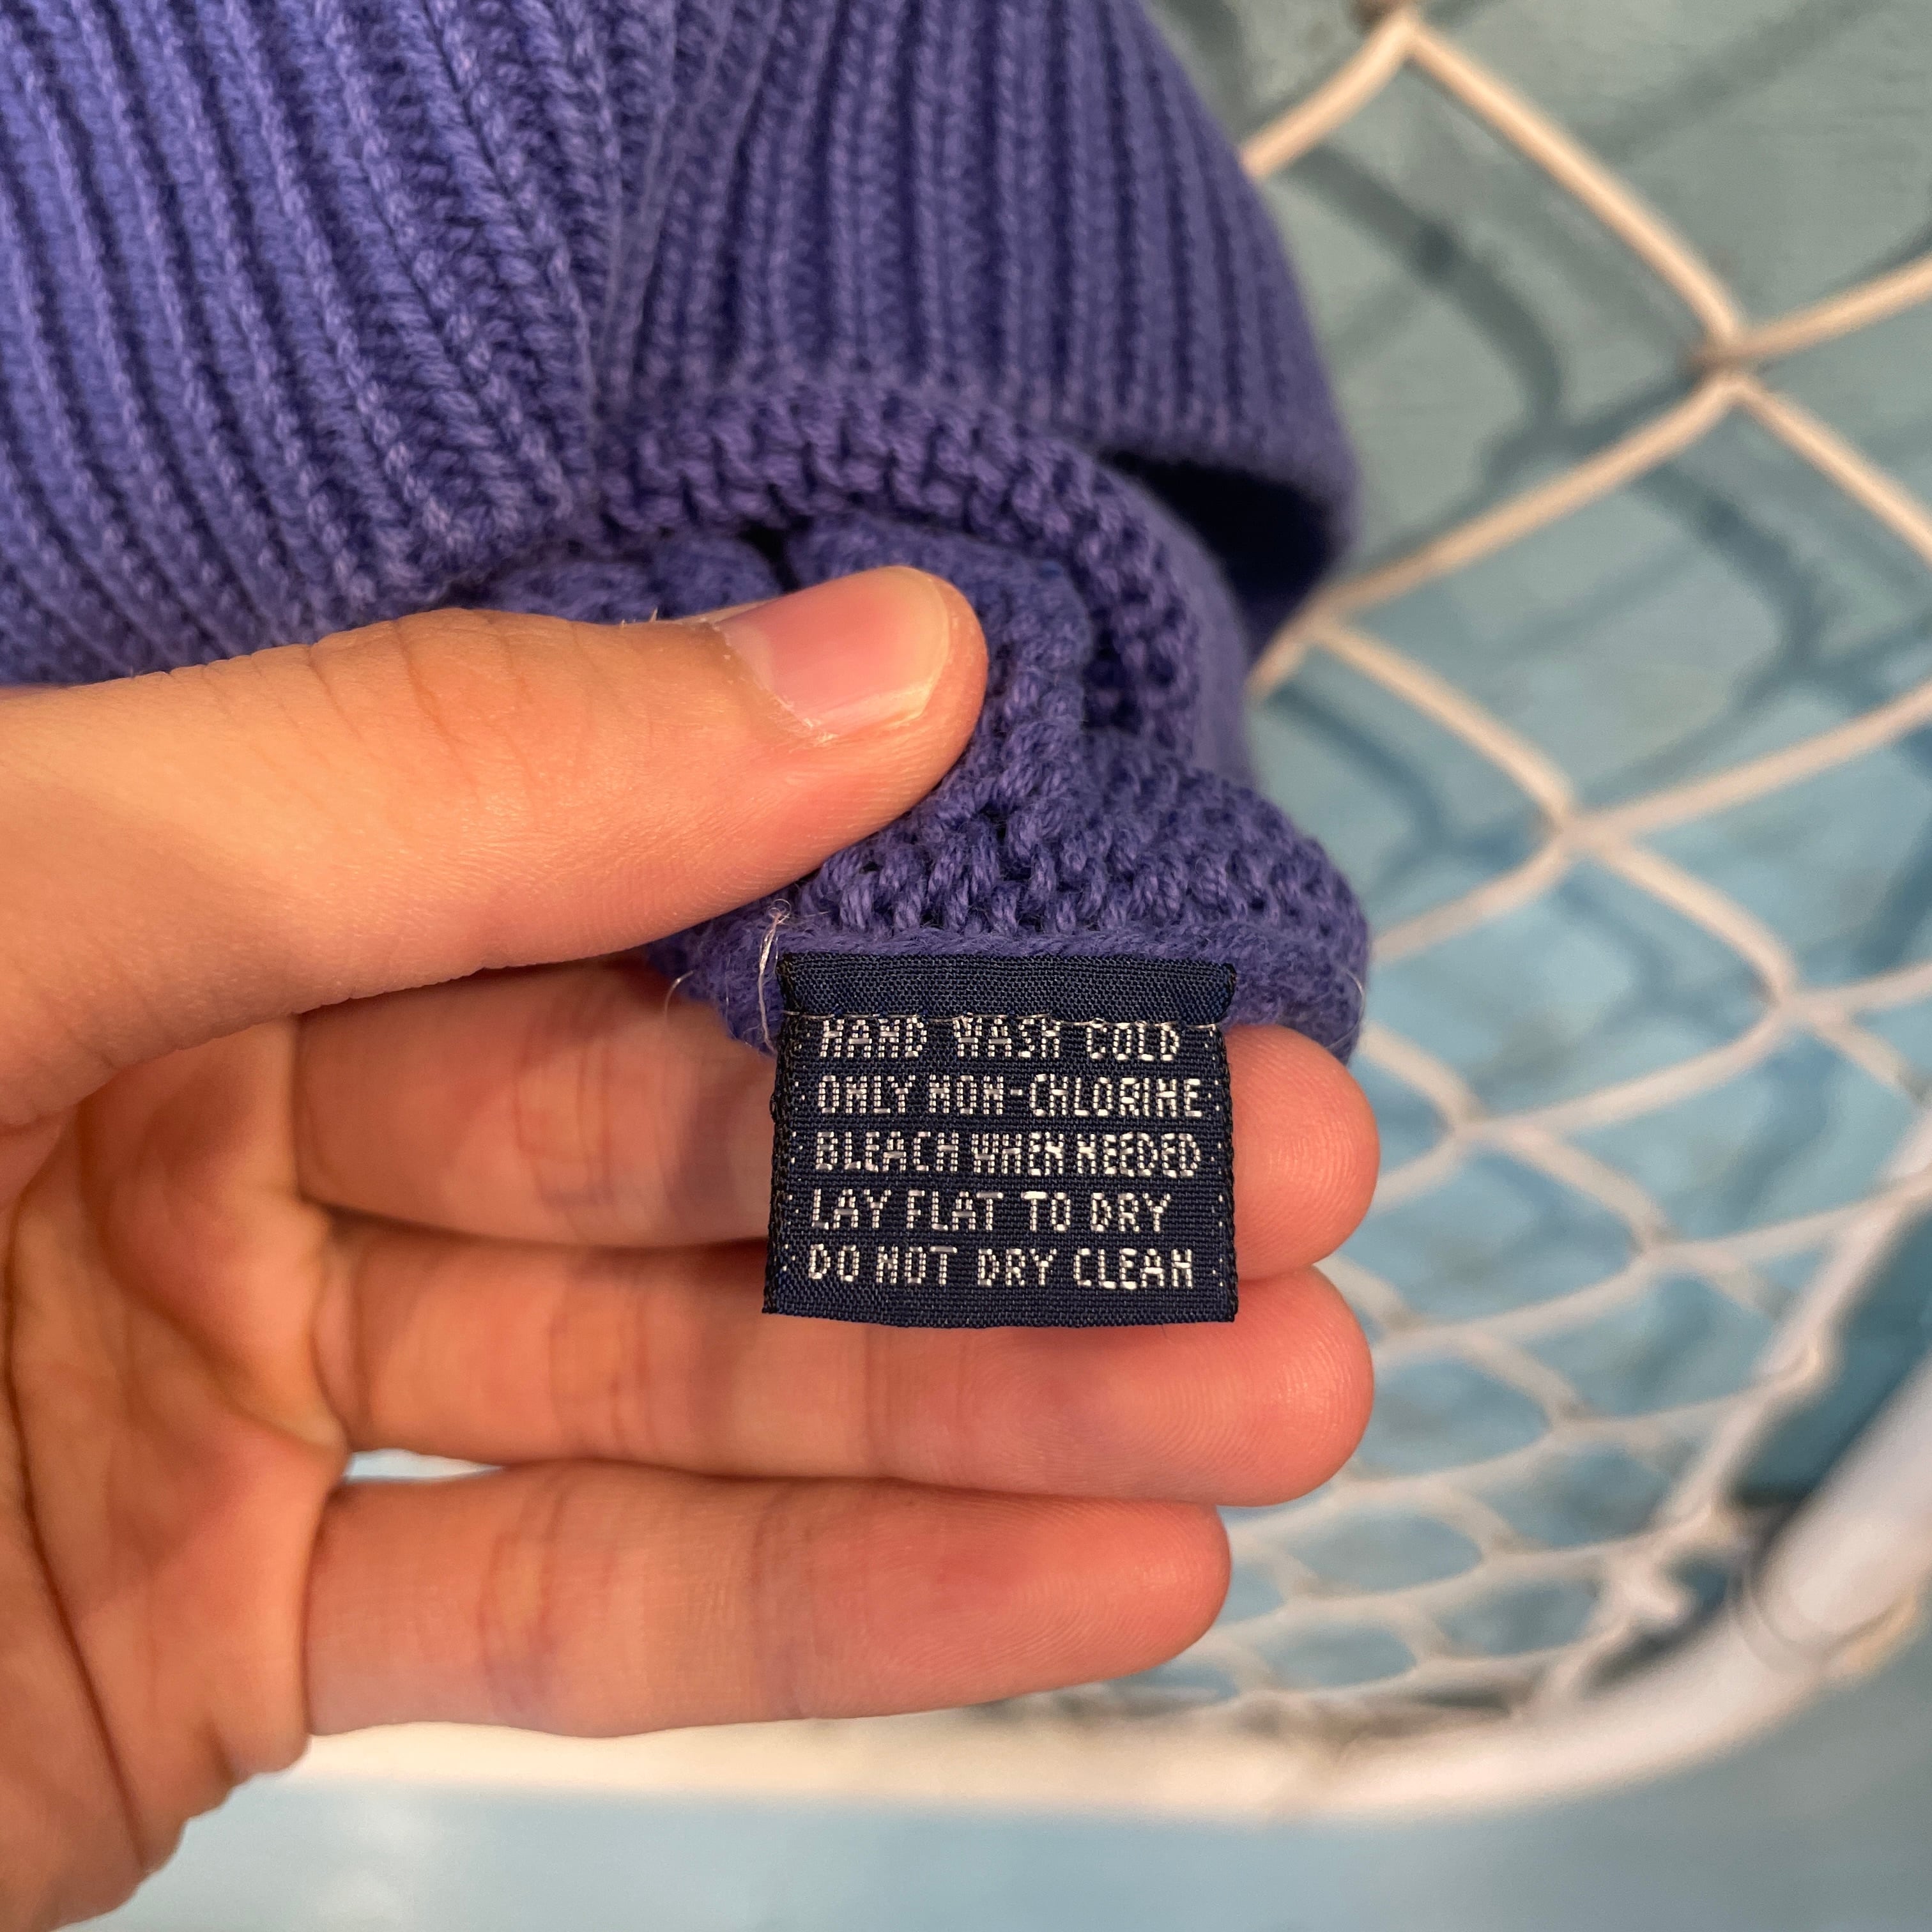 HAND WASH COLD
ONLY NON-CHLORINE
BLEACH WHEN NEEDED
LAY FLAT TO DRY
DO NOT DRY CLEAN